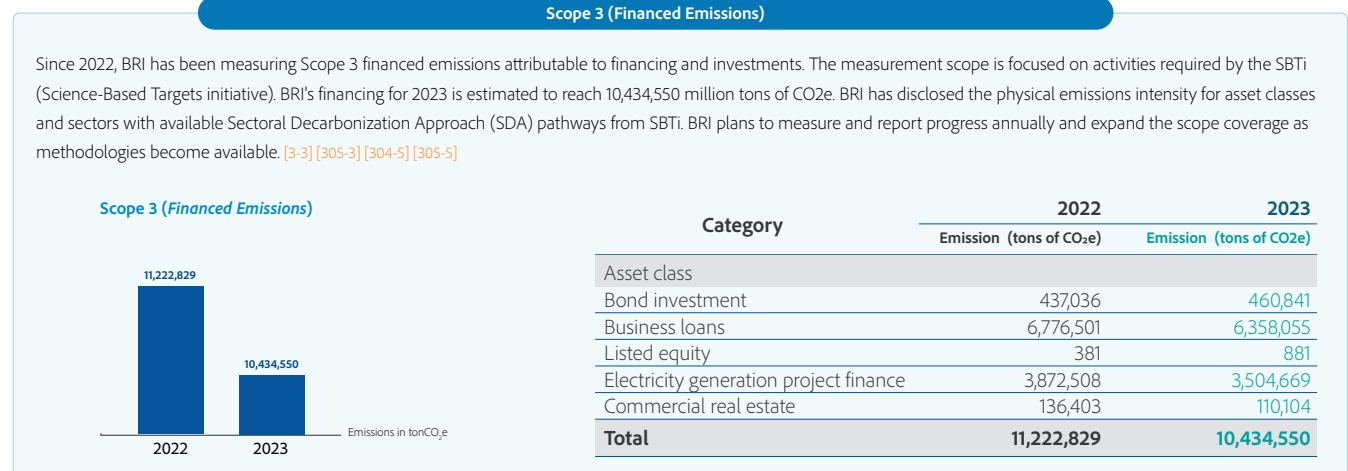 Scope 3 (Financed Emissions)
Since 2022, BRI has been measuring Scope 3 financed emissions attributable to financing and investments. The measurement scope is focused on activities required by the SBTi
(Science-Based Targets initiative). BRI's financing for 2023 is estimated to reach 10,434,550 million tons of CO2e. BRI has disclosed the physical emissions intensity for asset classes
and sectors with available Sectoral Decarbonization Approach (SDA) pathways from SBTi. BRI plans to measure and report progress annually and expand the scope coverage as
methodologies become available. [3-3] [305-3] [304-5] [305-5]
Scope 3 (Financed Emissions)
11,222,829
10,434,550
Emissions in tonCO₂e
2022 2023
Category 2022 2023
Emission (tons of CO₂e) Emission (tons of CO2e)
Asset class
Bond investment 437,036 460,841
Business loans 6,776,501 6,358,055
Listed equity 381 881
Electricity generation project finance 3,872,508 3,504,669
Commercial real estate 136,403 110,104
Total 11,222,829 10,434,550